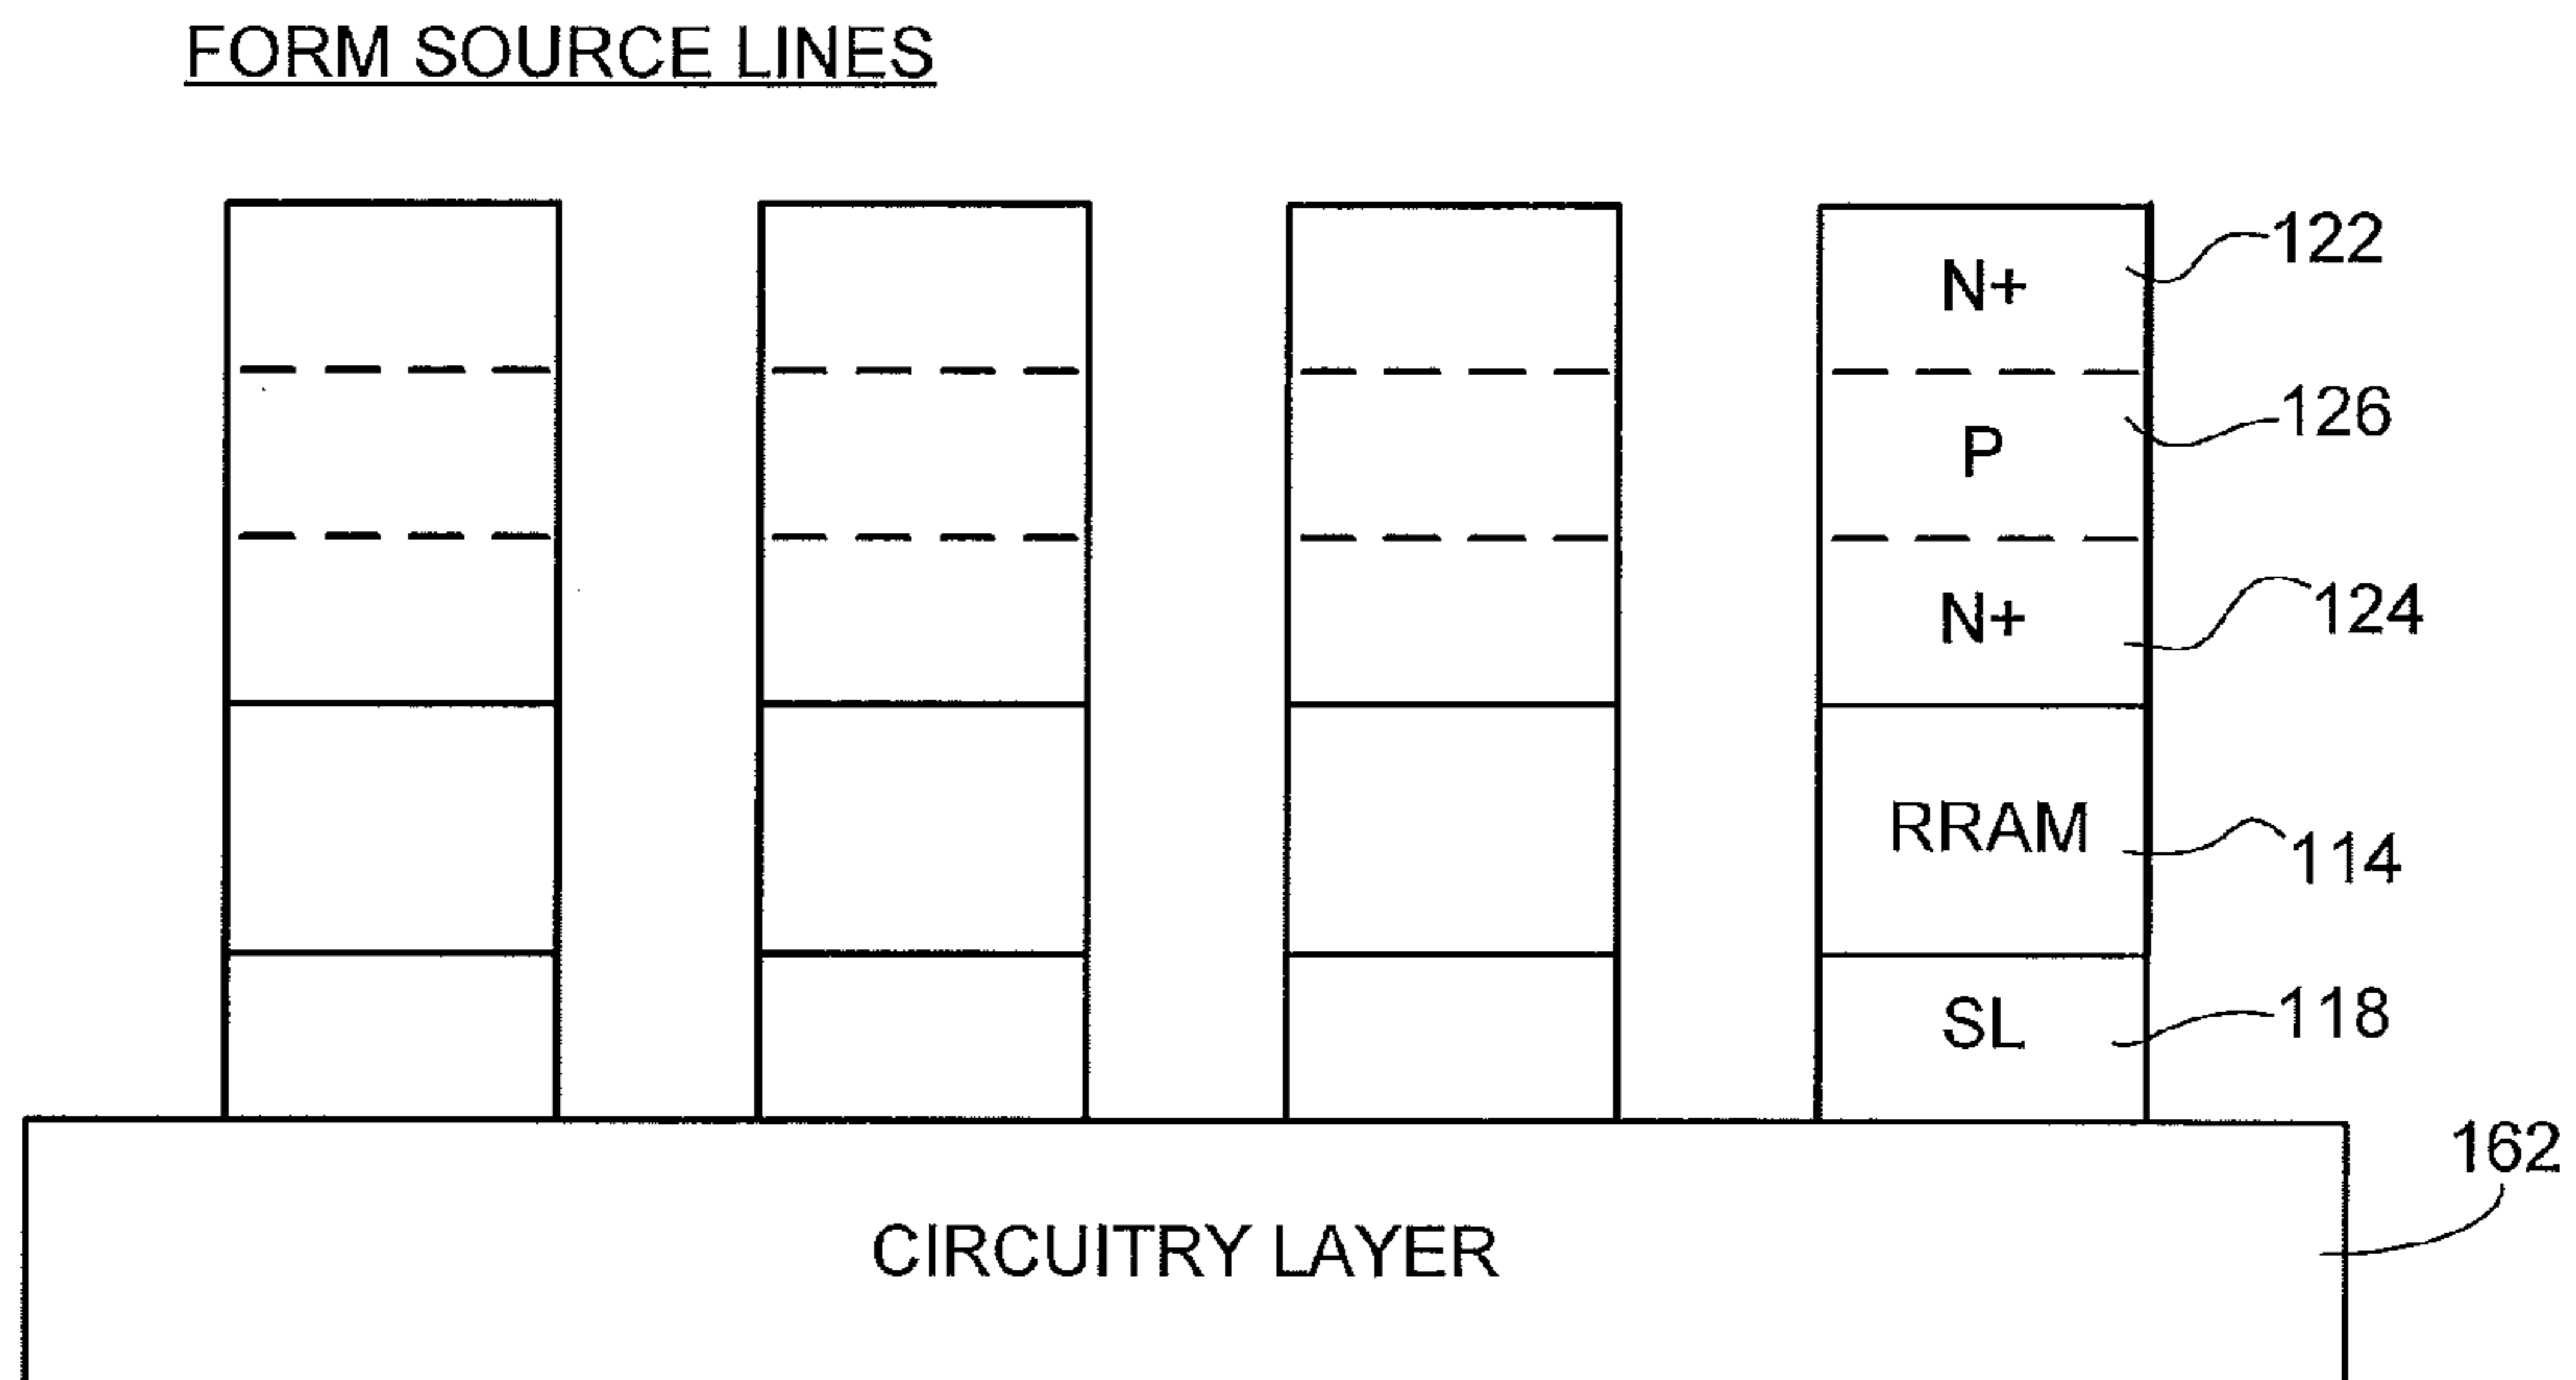 FORM SOURCE LINES
N+
122
P
126
N+
124
RRAM
114
SL
118
162
CIRCUITRY LAYER